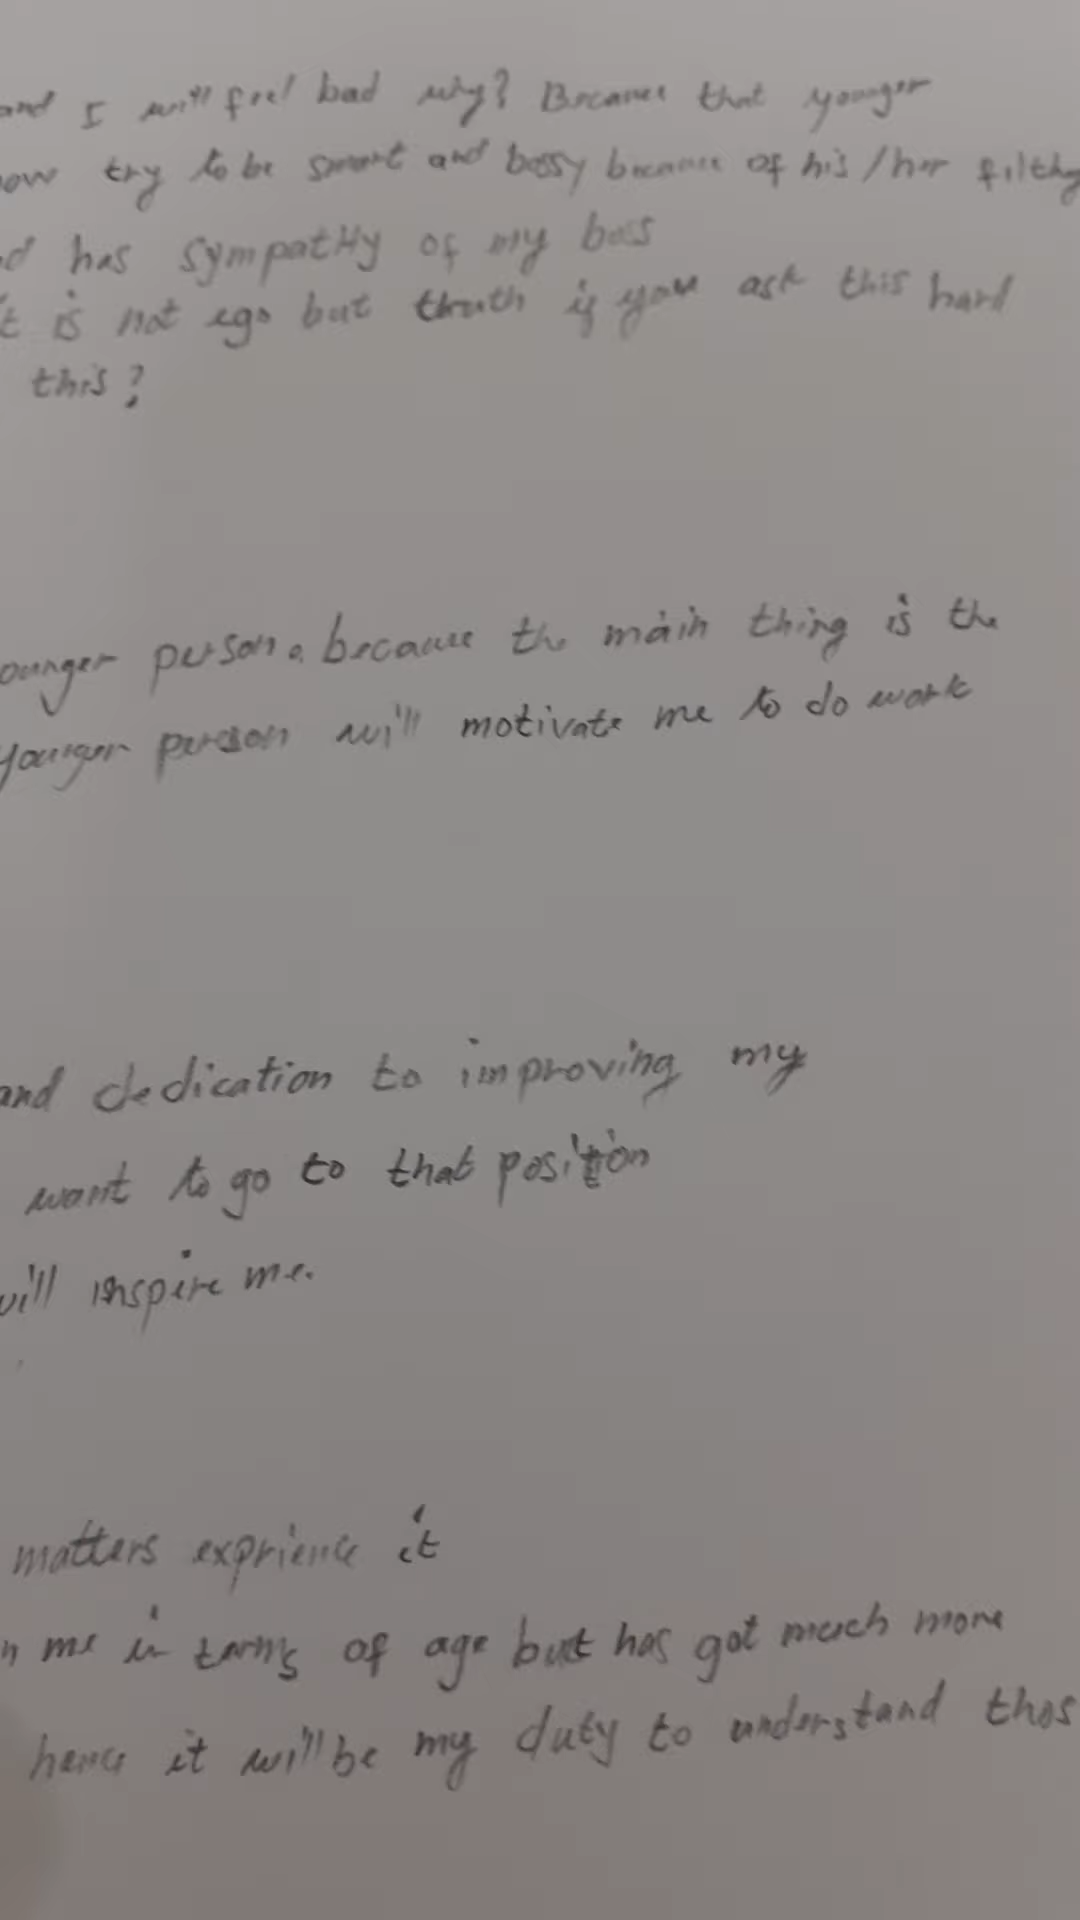 and I will feel bad why? Because that younger
try to be smart and bossy because of his/her filthy
has sympathy of my boss
is not ego but thruth if you ask this hard
this?
person. because the main thing is the
younger person will motivate me to do work
and dedication to improving my
want to go to that position
will inspire me.
matters exprience it
me in terms of age but has got much more
hence it will be my duty to understand thos